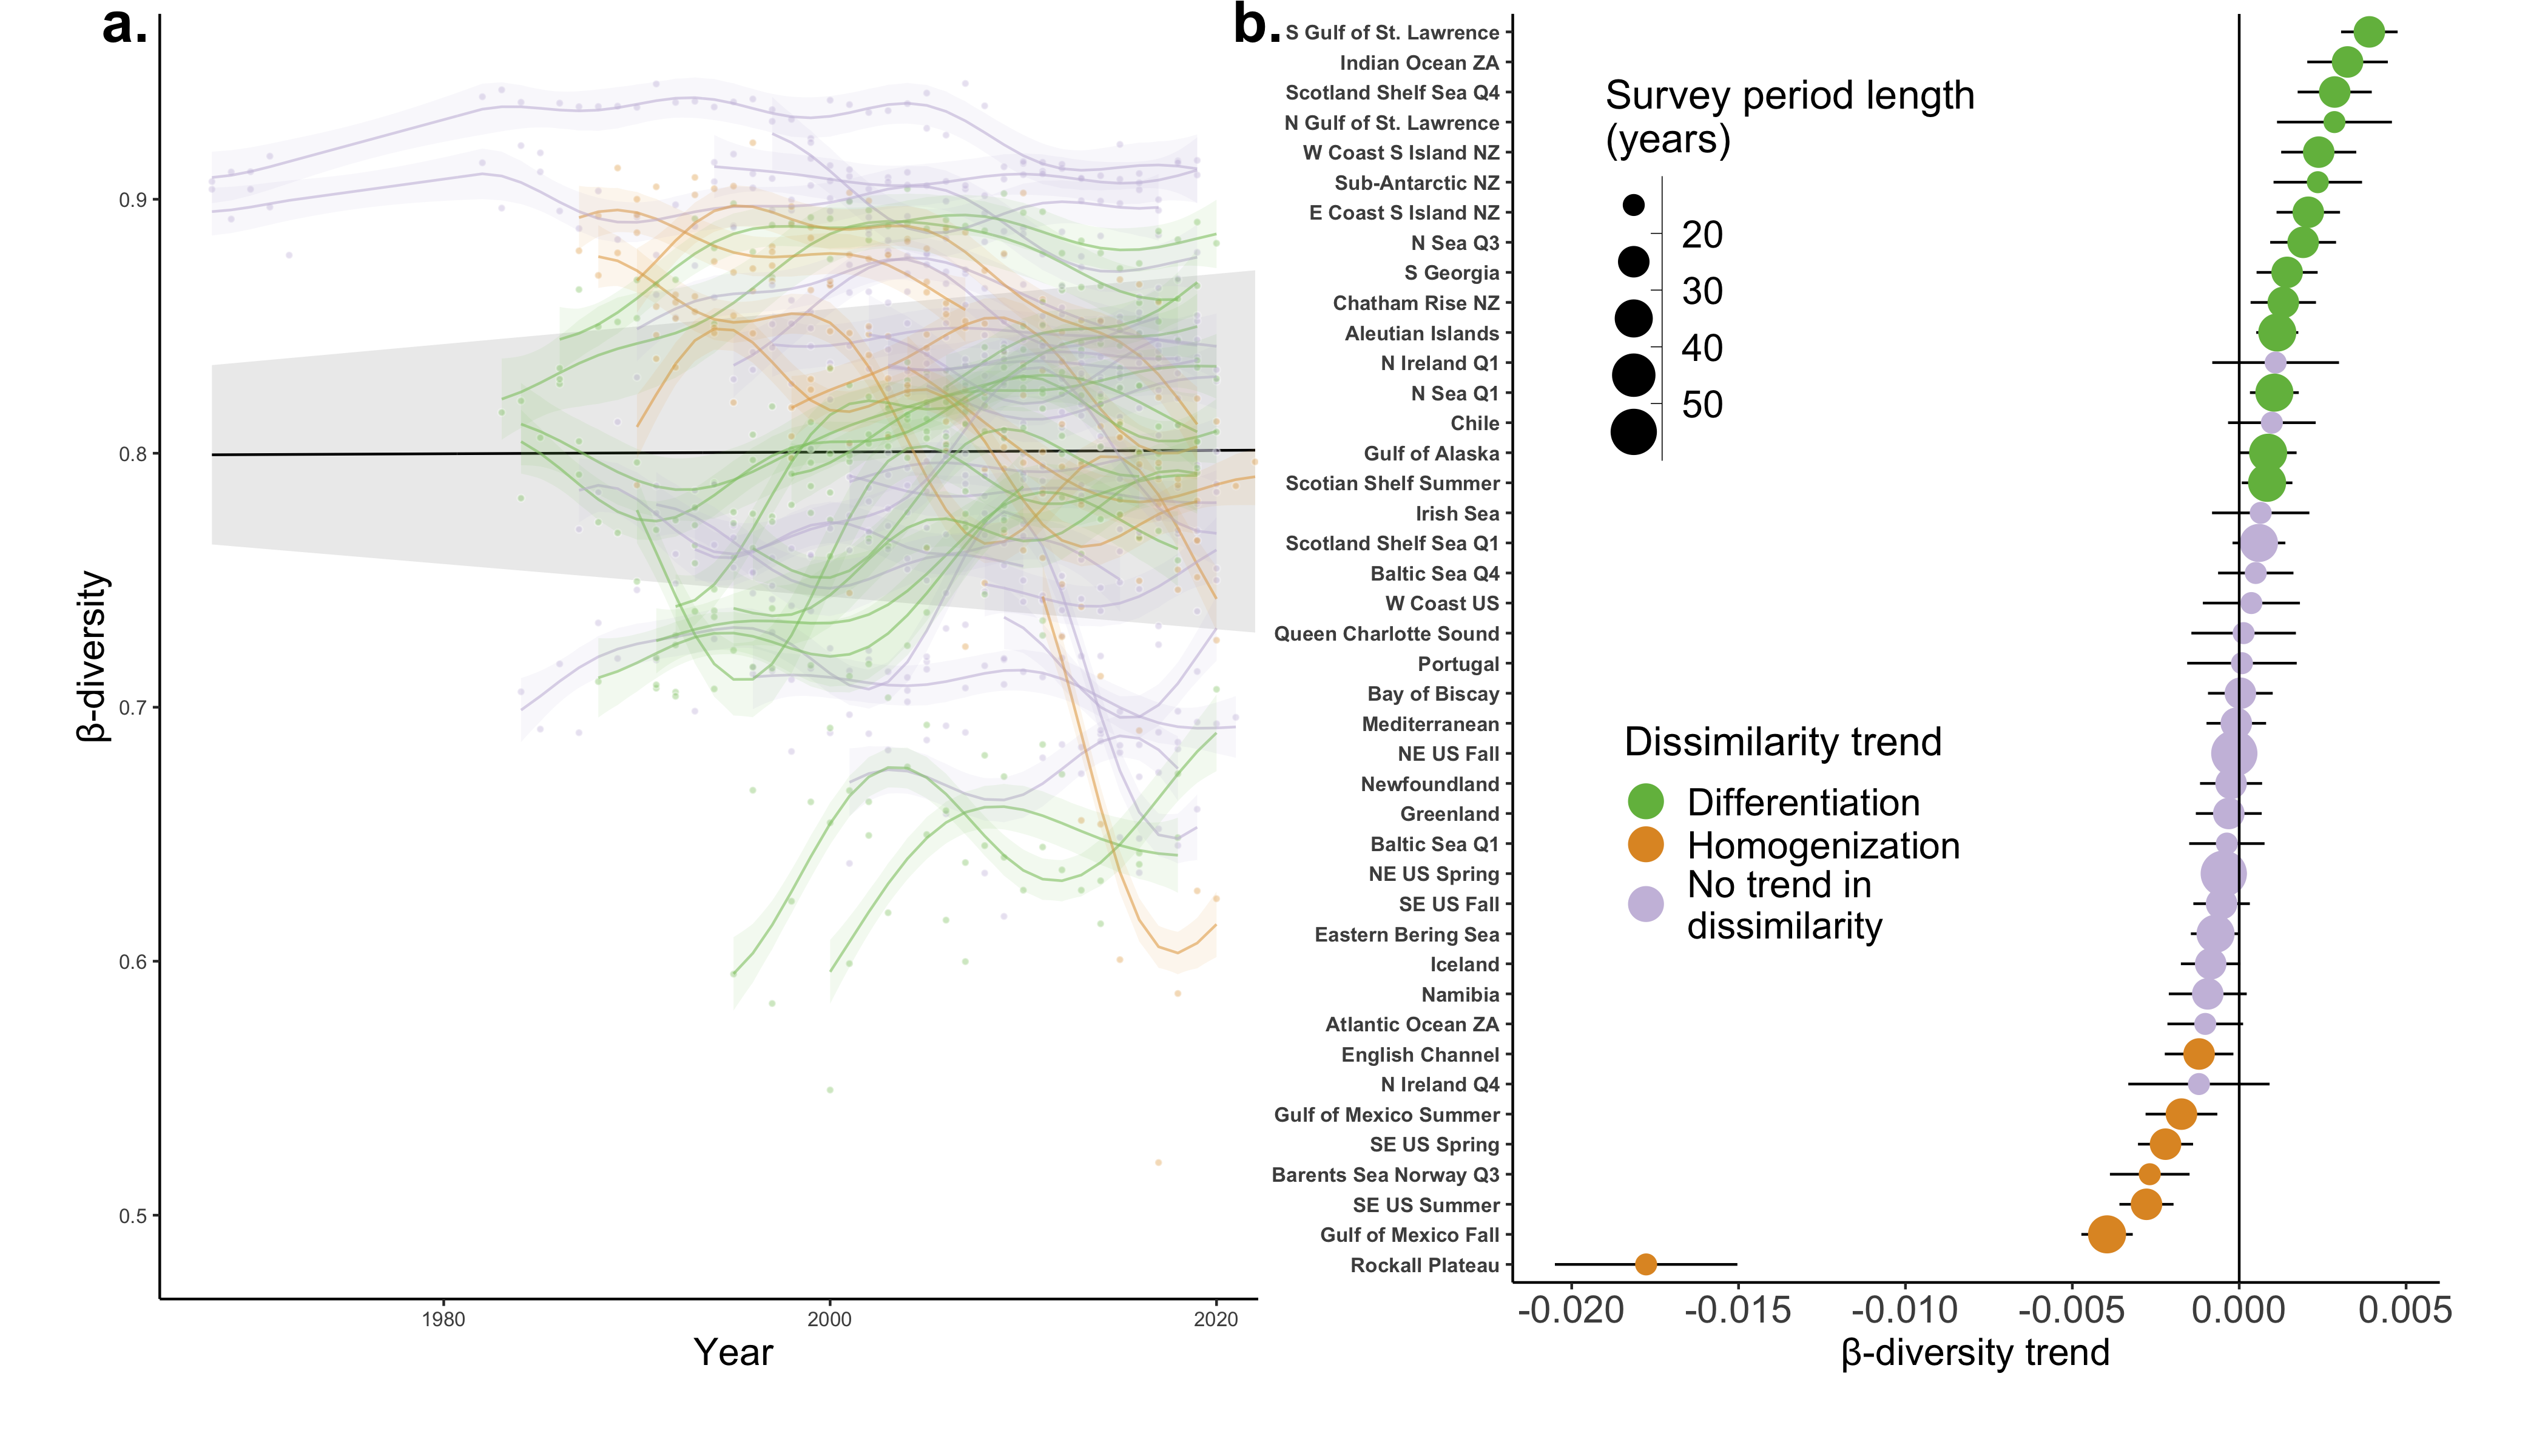 a.
0.9
0.8
0.7
0.6
0.5
β-diversity
1980
2000
2020
Year
b.
S Gulf of St. Lawrence
Indian Ocean ZA
Scotland Shelf Sea Q4
N Gulf of St. Lawrence
W Coast S Island NZ
Sub-Antarctic NZ
E Coast S Island NZ
N Sea Q3
S Georgia
Chatham Rise NZ
Aleutian Islands
N Ireland Q1
N Sea Q1
Chile
Gulf of Alaska
Scotian Shelf Summer
Irish Sea
Scotland Shelf Sea Q1
Baltic Sea Q4
W Coast US
Queen Charlotte Sound
Portugal
Bay of Biscay
Mediterranean
NE US Fall
Newfoundland
Greenland
Baltic Sea Q1
NE US Spring
SE US Fall
Eastern Bering Sea
Iceland
Namibia
Atlantic Ocean ZA
English Channel
N Ireland Q4
Gulf of Mexico Summer
SE US Spring
Barents Sea Norway Q3
SE US Summer
Gulf of Mexico Fall
Rockall Plateau
Survey period length
(years)
20
30
40
50
Dissimilarity trend
Differentiation
Homogenization
No trend in
dissimilarity
-0.020
-0.015
-0.010
-0.005
0.000
0.005
β-diversity trend